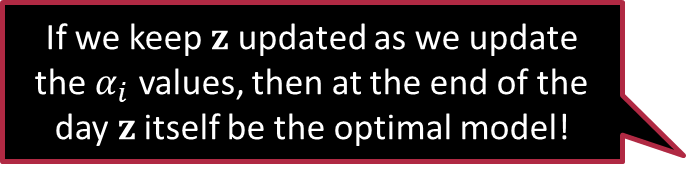 If we keep 𝐳 updated as we update
the 𝛼𝑖 values, then at the end of the
day 𝐳 itself be the optimal model!